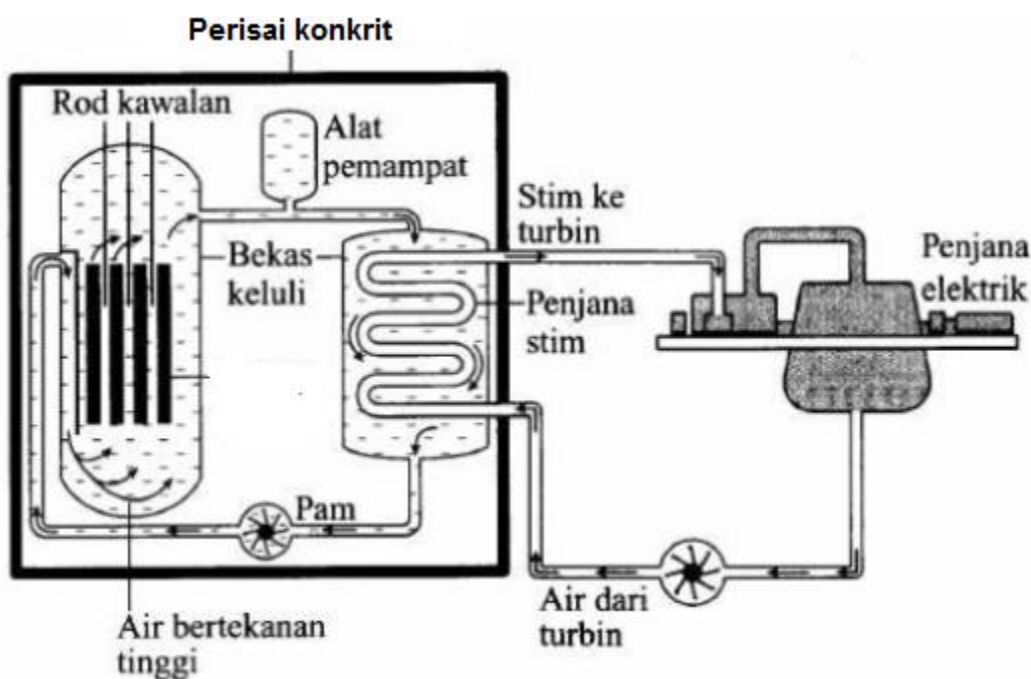 Perisai konkrit
Rod kawalan
Alat
pemampat
Stim ke
turbin
Bekas
keluli
Penjana
stim
Penjana
elektrik
Pam
Air dari
turbin
Air bertekanan
tinggi